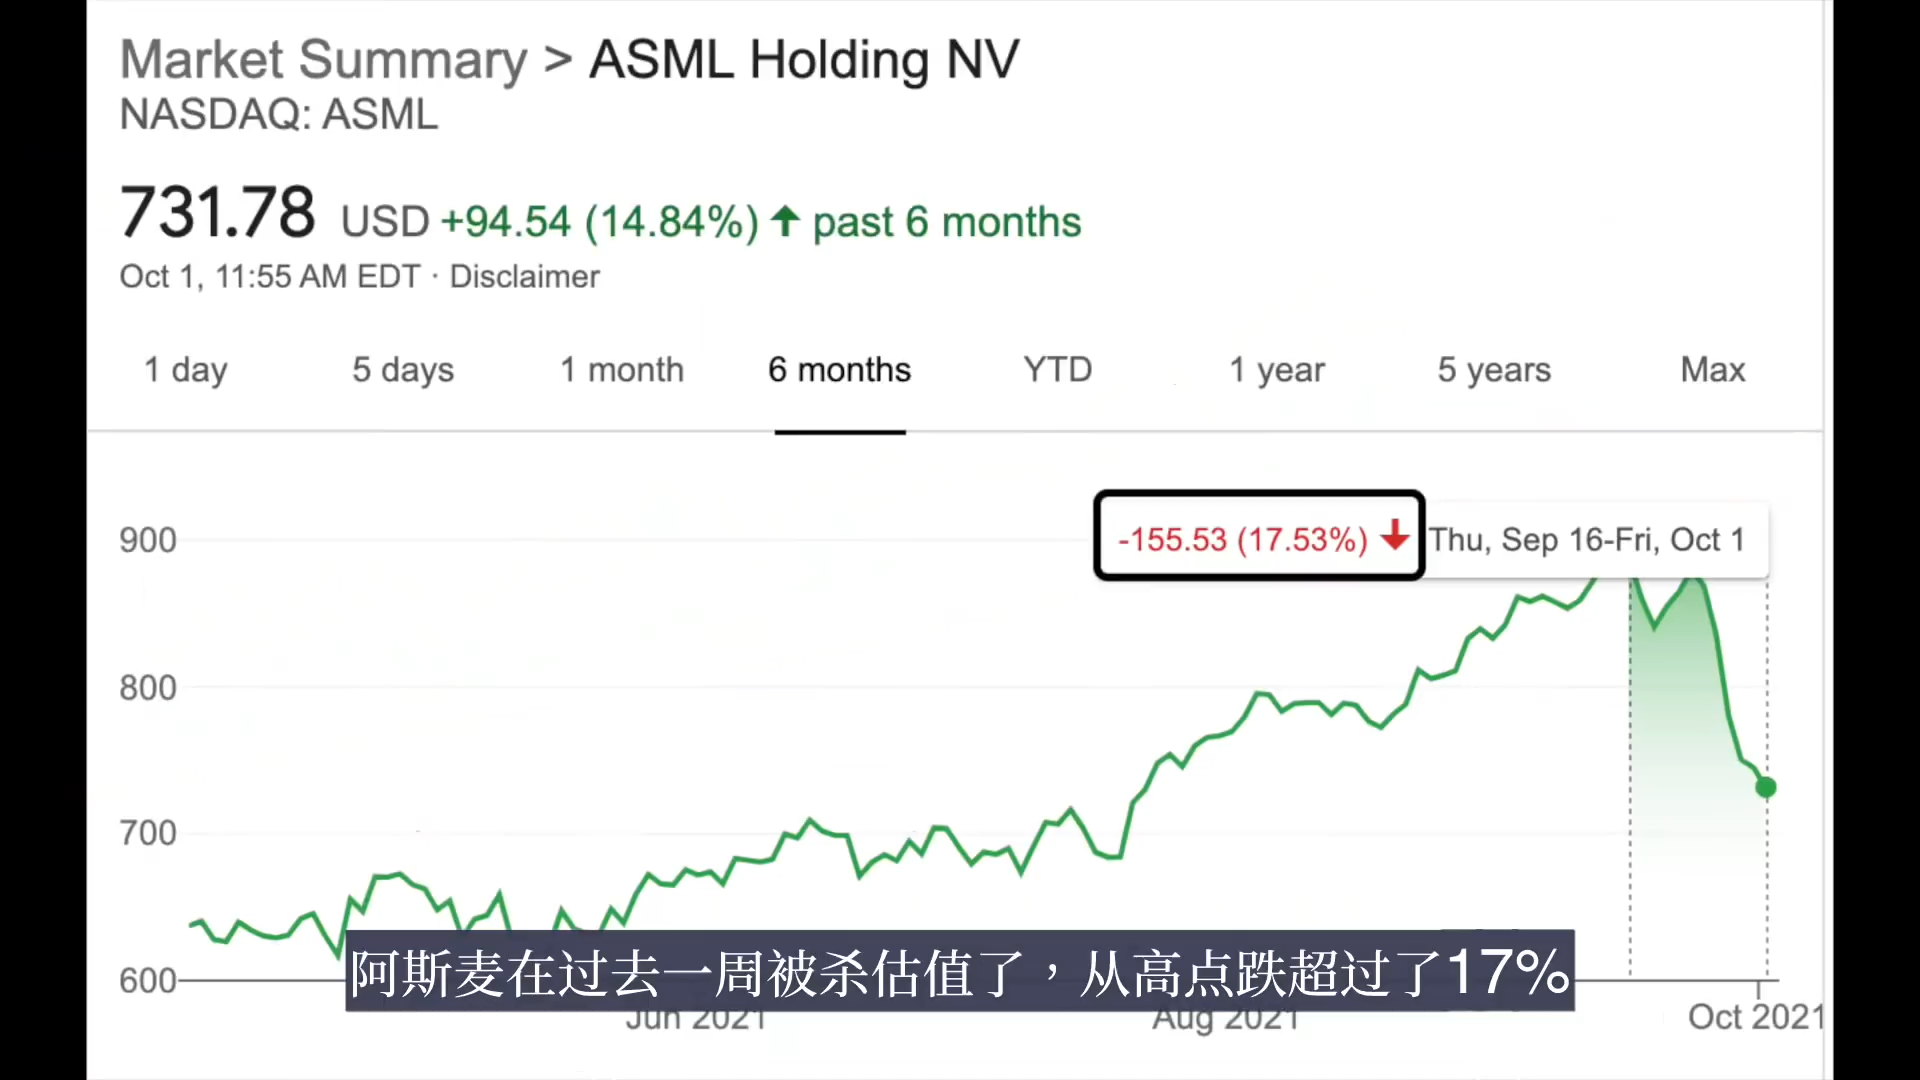 Market Summary > ASML Holding NV
NASDAQ: ASML
731.78 USD +94.54 (14.84%) ↑ past 6 months
Oct 1, 11:55 AM EDT · Disclaimer
1 day 5 days 1 month 6 months YTD 1 year 5 years Max
-155.53 (17.53%) ↓ Thu, Sep 16-Fri, Oct 1
900
800
700
600
阿斯麦在过去一周被杀估值了，从高点跌超过了17%
Jun 2021 Aug 2021 Oct 2021